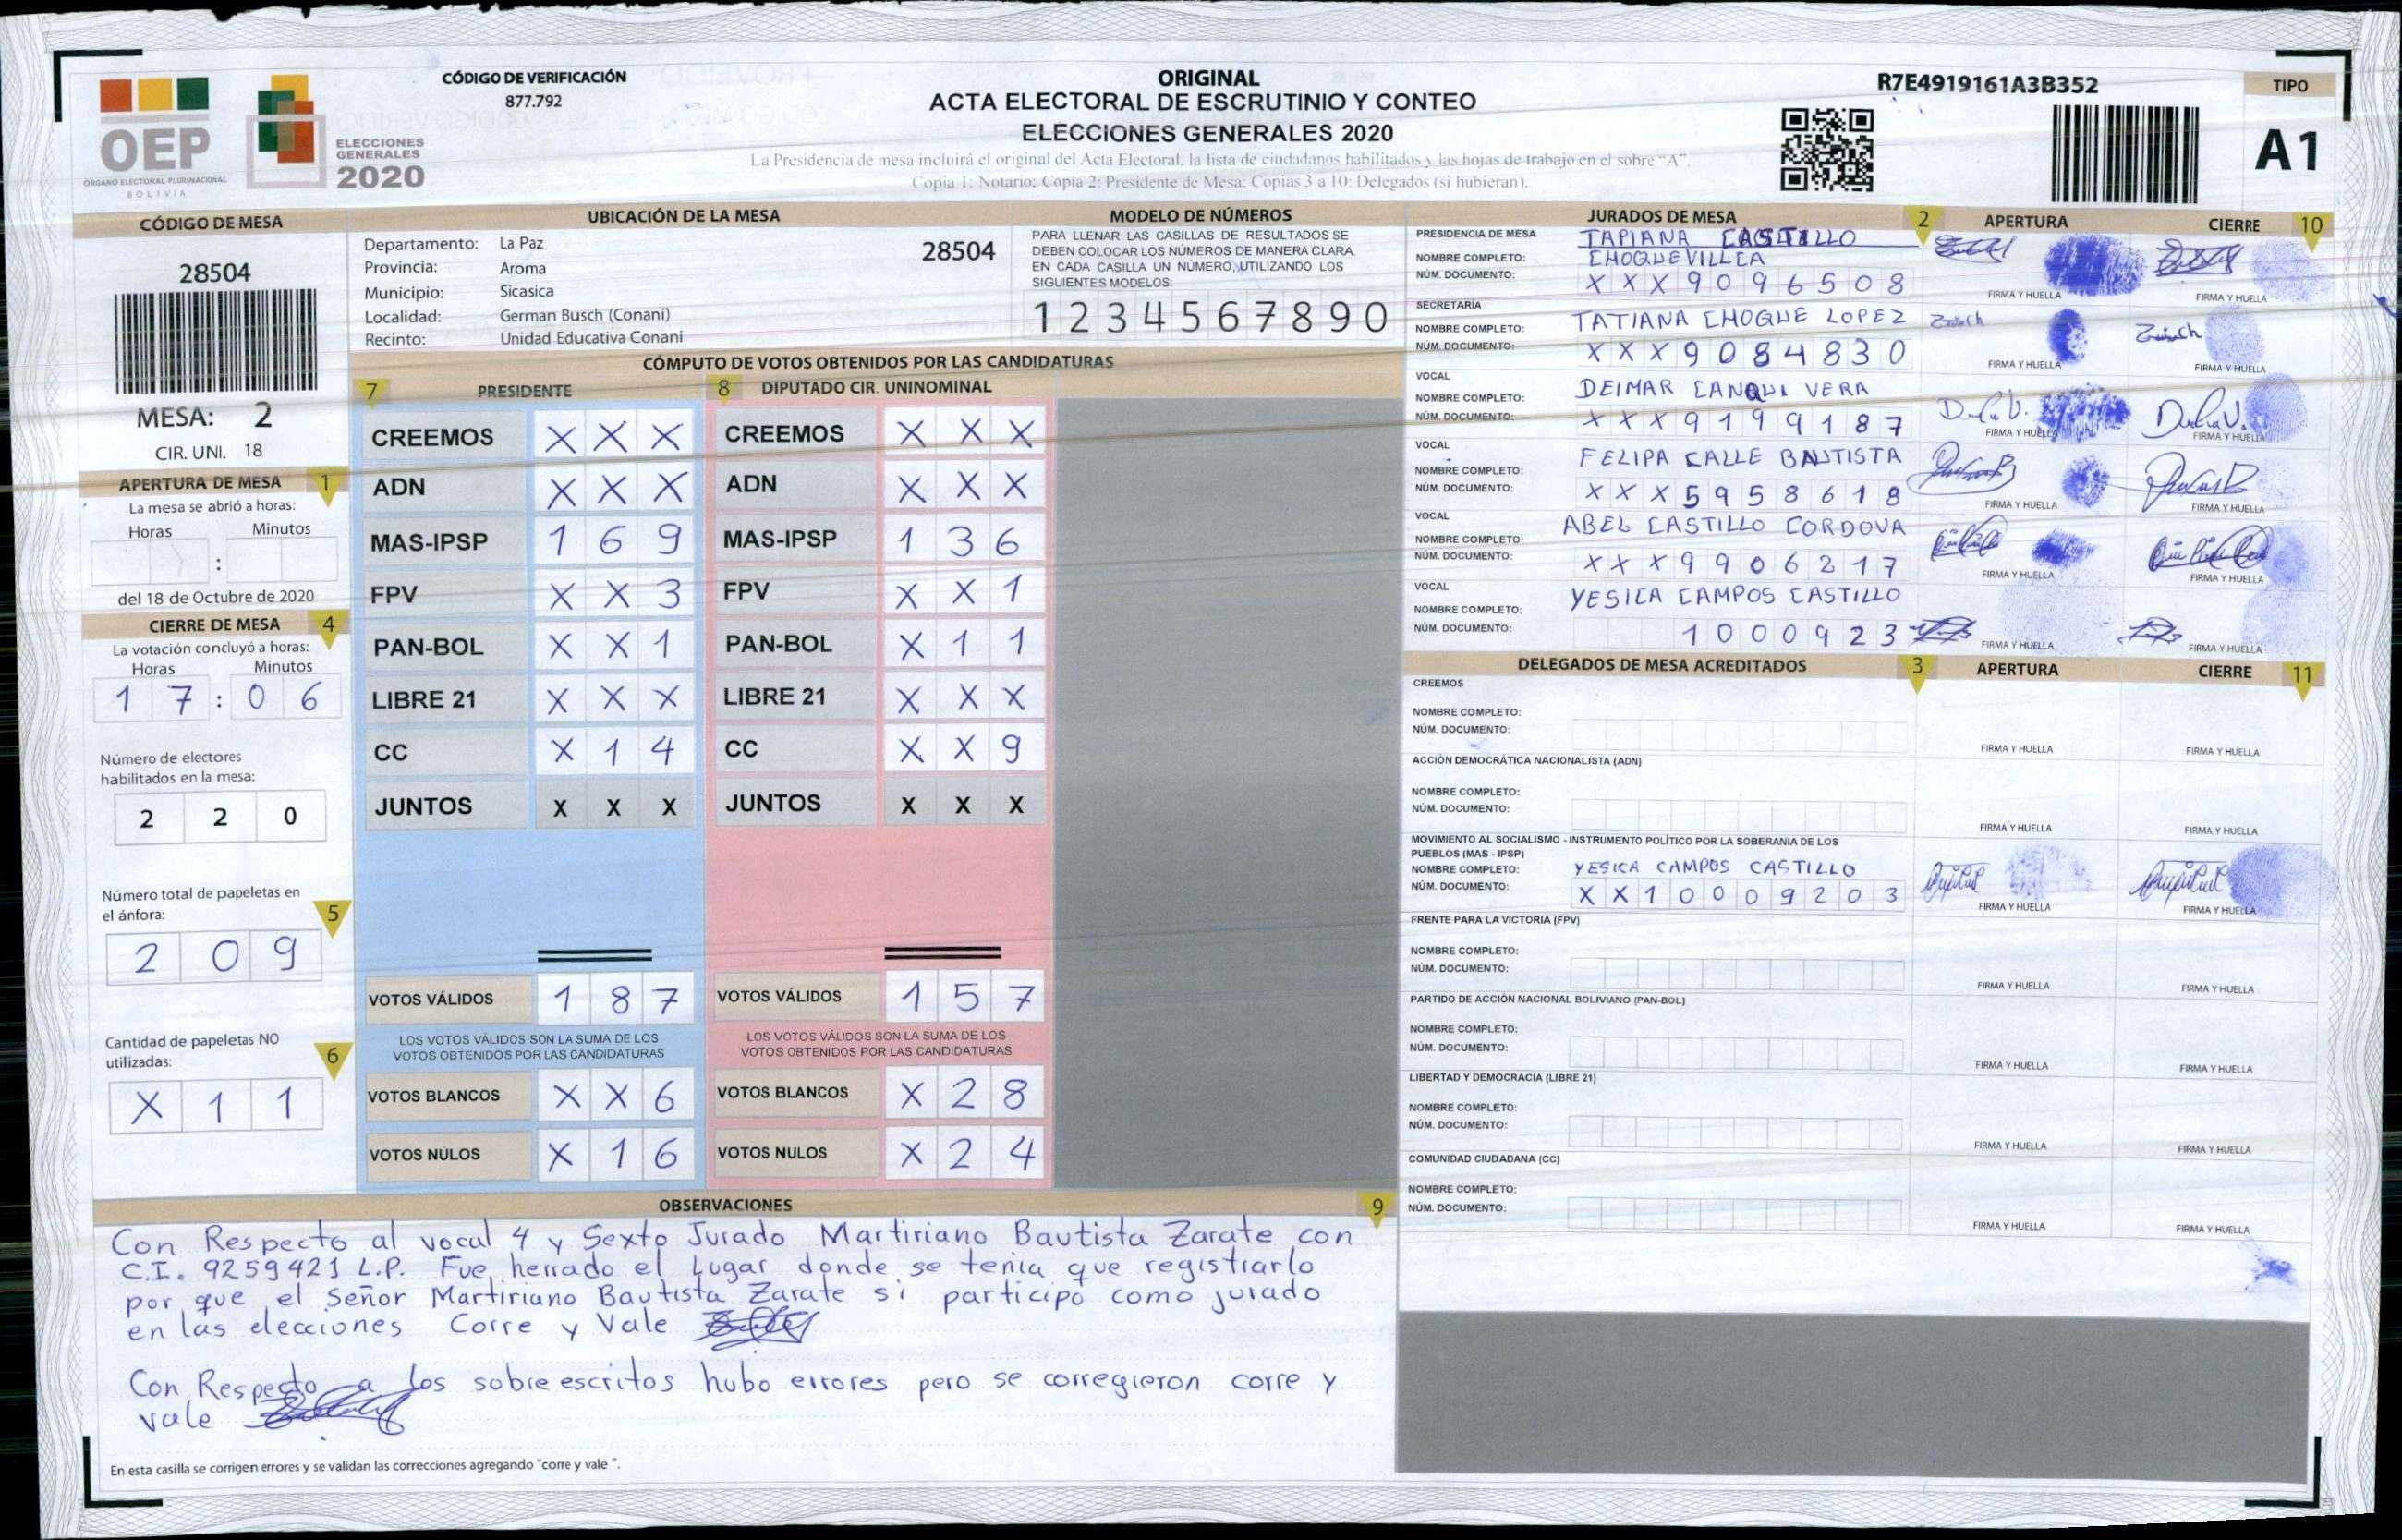 CÓDIGO DE VERIFICACIÓN
877.792
ORIGINAL
ACTA ELECTORAL DE ESCRUTINIO Y CONTEO
ELECCIONES GENERALES 2020
La Presidencia de mesa incluirá el original del Acta Electoral, la lista de ciudadanos habilitados y las hojas de trabajo en el sobre "A".
Copia 1: Notario; Copia 2: Presidente de Mesa; Copias 3 a 10: Delegados (si hubieran).
R7E4919161A3B352
TIPO
A1
OEP
ÓRGANO ELECTORAL PLURINACIONAL
BOLIVIA
ELECCIONES
GENERALES
2020
CÓDIGO DE MESA
28504
MESA: 2
CIR. UNI. 18
APERTURA DE MESA 1
La mesa se abrió a horas:
Horas Minutos
:
del 18 de Octubre de 2020
CIERRE DE MESA 4
La votación concluyó a horas:
Horas Minutos
1 7 : 0 6
Número de electores
habilitados en la mesa:
2 2 0
Número total de papeletas en
el ánfora: 5
2 0 9
Cantidad de papeletas NO
utilizadas: 6
X 1 1
UBICACIÓN DE LA MESA
Departamento: La Paz
28504
Provincia: Aroma
Municipio: Sicasica
Localidad: German Busch (Conani)
Recinto: Unidad Educativa Conani
MODELO DE NÚMEROS
PARA LLENAR LAS CASILLAS DE RESULTADOS SE
DEBEN COLOCAR LOS NÚMEROS DE MANERA CLARA.
EN CADA CASILLA UN NÚMERO, UTILIZANDO LOS
SIGUIENTES MODELOS:
1 2 3 4 5 6 7 8 9 0
CÓMPUTO DE VOTOS OBTENIDOS POR LAS CANDIDATURAS
7 PRESIDENTE
CREEMOS X X X
ADN X X X
MAS-IPSP 1 6 9
FPV X X 3
PAN-BOL X X 1
LIBRE 21 X X X
CC X 1 4
JUNTOS X X X
VOTOS VÁLIDOS 1 8 7
LOS VOTOS VÁLIDOS SON LA SUMA DE LOS
VOTOS OBTENIDOS POR LAS CANDIDATURAS
VOTOS BLANCOS X X 6
VOTOS NULOS X 1 6
8 DIPUTADO CIR. UNINOMINAL
CREEMOS X X X
ADN X X X
MAS-IPSP 1 3 6
FPV X X 1
PAN-BOL X 1 1
LIBRE 21 X X X
CC X X 9
JUNTOS X X X
VOTOS VÁLIDOS 1 5 7
LOS VOTOS VÁLIDOS SON LA SUMA DE LOS
VOTOS OBTENIDOS POR LAS CANDIDATURAS
VOTOS BLANCOS X 2 8
VOTOS NULOS X 2 4
JURADOS DE MESA 2 APERTURA CIERRE 10
PRESIDENCIA DE MESA
NOMBRE COMPLETO: TAPIANA CASTILLO
CHOQUEVILLCA
NÚM. DOCUMENTO: X X X 9 0 9 6 5 0 8
FIRMA Y HUELLA FIRMA Y HUELLA
SECRETARÍA
NOMBRE COMPLETO: TATIANA CHOQUE LOPEZ
NÚM. DOCUMENTO: X X X 9 0 8 4 8 3 0
FIRMA Y HUELLA FIRMA Y HUELLA
VOCAL
NOMBRE COMPLETO: DEIMAR CANQUI VERA
NÚM. DOCUMENTO: X X X 9 1 9 9 1 8 7
FIRMA Y HUELLA FIRMA Y HUELLA
VOCAL
NOMBRE COMPLETO: FELIPA CALLE BAUTISTA
NÚM. DOCUMENTO: X X X 5 9 5 8 6 1 8
FIRMA Y HUELLA FIRMA Y HUELLA
VOCAL
NOMBRE COMPLETO: ABEL CASTILLO CORDOVA
NÚM. DOCUMENTO: X X X 9 9 0 6 2 1 7
FIRMA Y HUELLA FIRMA Y HUELLA
VOCAL
NOMBRE COMPLETO: YESICA CAMPOS CASTILLO
NÚM. DOCUMENTO: 1 0 0 0 9 2 3
FIRMA Y HUELLA FIRMA Y HUELLA
DELEGADOS DE MESA ACREDITADOS 3 APERTURA CIERRE 11
CREEMOS
NOMBRE COMPLETO:
NÚM. DOCUMENTO:
FIRMA Y HUELLA FIRMA Y HUELLA
ACCIÓN DEMOCRÁTICA NACIONALISTA (ADN)
NOMBRE COMPLETO:
NÚM. DOCUMENTO:
FIRMA Y HUELLA FIRMA Y HUELLA
MOVIMIENTO AL SOCIALISMO - INSTRUMENTO POLÍTICO POR LA SOBERANIA DE LOS
PUEBLOS (MAS - IPSP)
NOMBRE COMPLETO: YESICA CAMPOS CASTILLO
NÚM. DOCUMENTO: X X 1 0 0 0 9 2 0 3
FIRMA Y HUELLA FIRMA Y HUELLA
FRENTE PARA LA VICTORIA (FPV)
NOMBRE COMPLETO:
NÚM. DOCUMENTO:
FIRMA Y HUELLA FIRMA Y HUELLA
PARTIDO DE ACCIÓN NACIONAL BOLIVIANO (PAN-BOL)
NOMBRE COMPLETO:
NÚM. DOCUMENTO:
FIRMA Y HUELLA FIRMA Y HUELLA
LIBERTAD Y DEMOCRACIA (LIBRE 21)
NOMBRE COMPLETO:
NÚM. DOCUMENTO:
FIRMA Y HUELLA FIRMA Y HUELLA
COMUNIDAD CIUDADANA (CC)
NOMBRE COMPLETO:
NÚM. DOCUMENTO:
FIRMA Y HUELLA FIRMA Y HUELLA
OBSERVACIONES 9
Con Respecto al vocal 4 y Sexto Jurado Martiriano Bautista Zarate con
C.I. 9259421 L.P. Fue herrado el Lugar donde se tenia que registrarlo
por que el Señor Martiriano Bautista Zarate si participo como jurado
en las elecciones Corre y Vale
Con Respecto a los sobreescritos hubo errores pero se corregieron corre y
vale
En esta casilla se corrigen errores y se validan las correcciones agregando "corre y vale ".